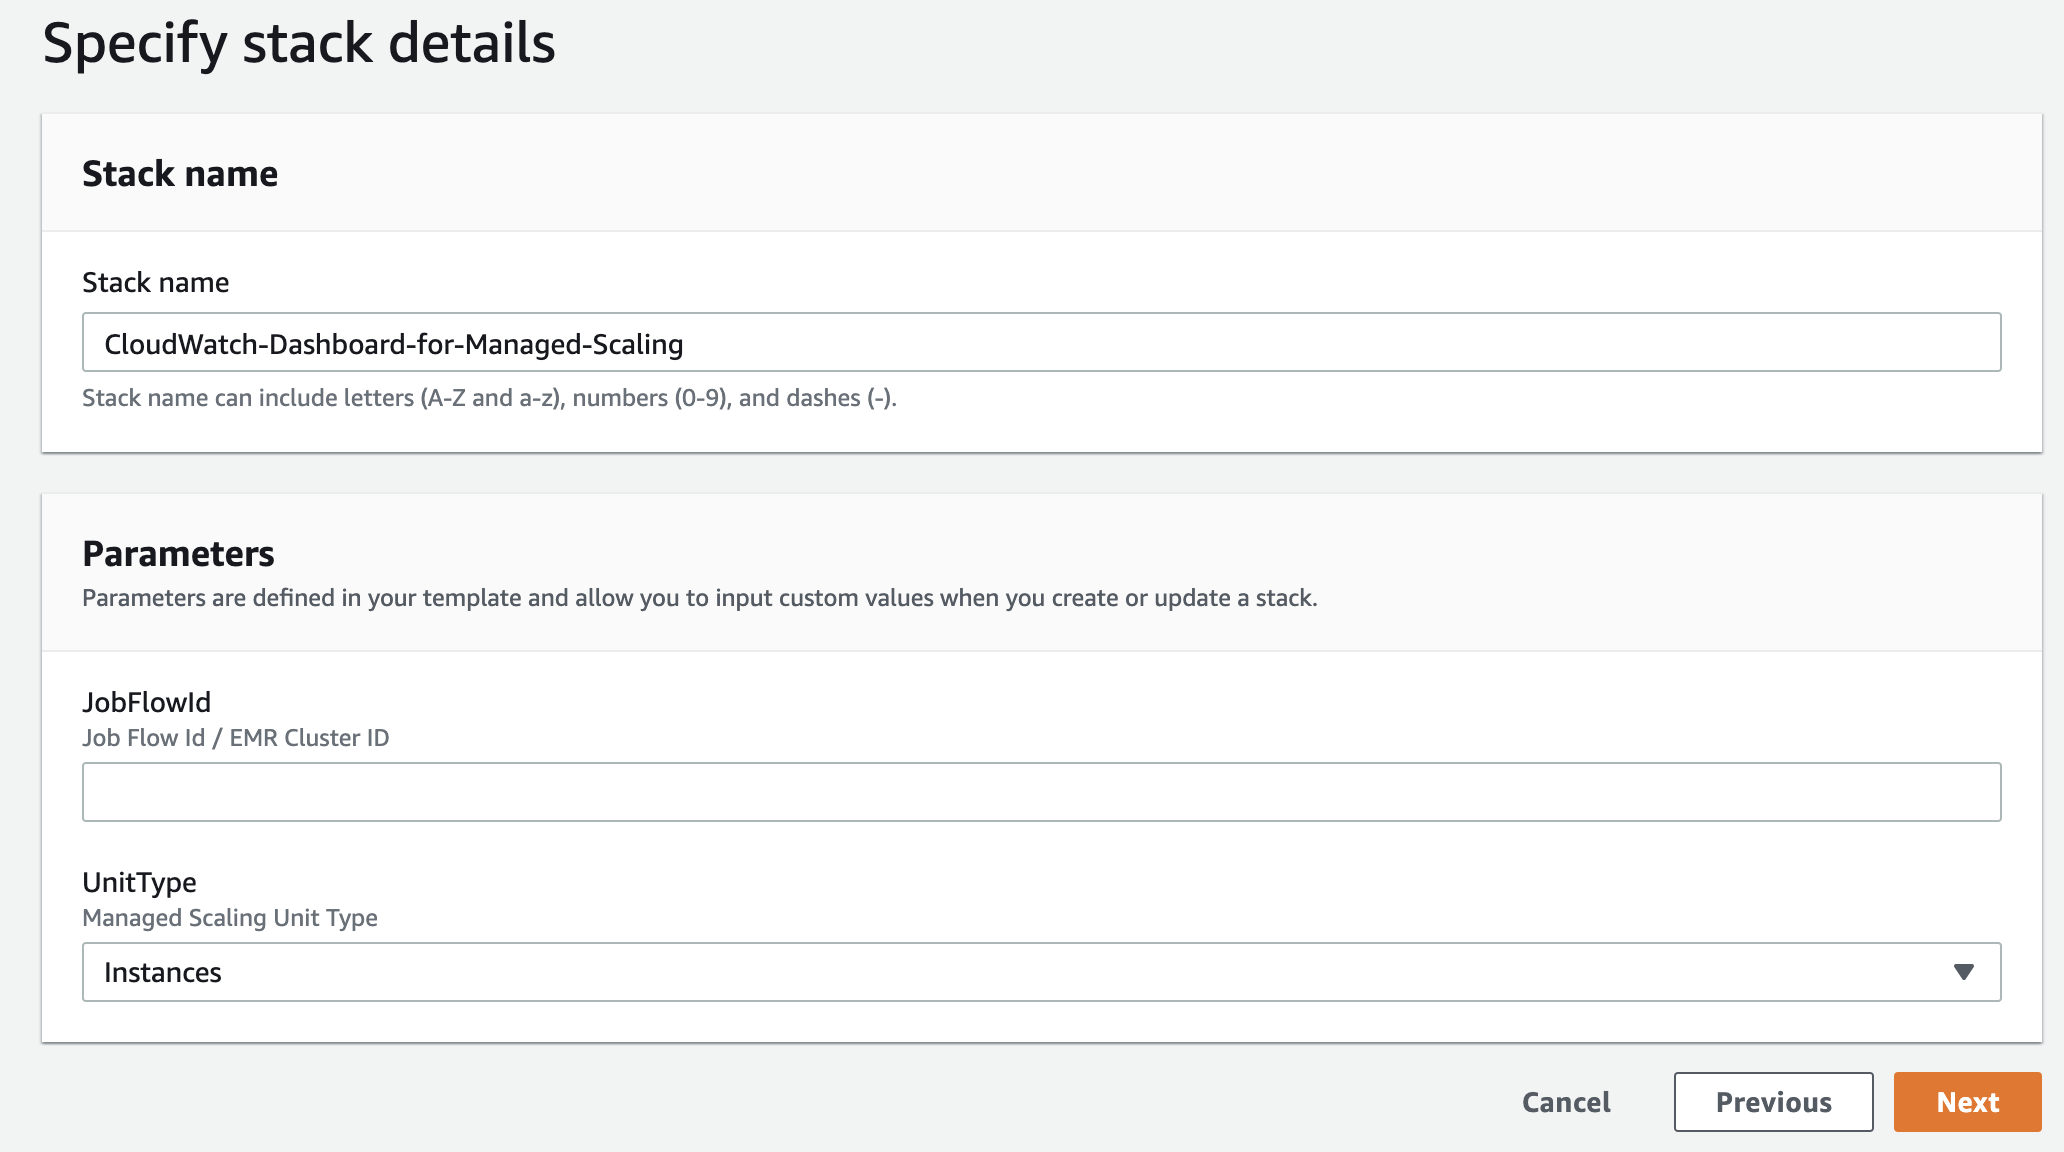 Specify stack details
Stack name
Stack name
CloudWatch-Dashboard-for-Managed-Scaling
Stack name can include letters (A-Z and a-z), numbers (0-9), and dashes (-).
Parameters
Parameters are defined in your template and allow you to input custom values when you create or update a stack.
JobFlowId
Job Flow Id / EMR Cluster ID
UnitType
Managed Scaling Unit Type
Instances
Cancel
Previous
Next